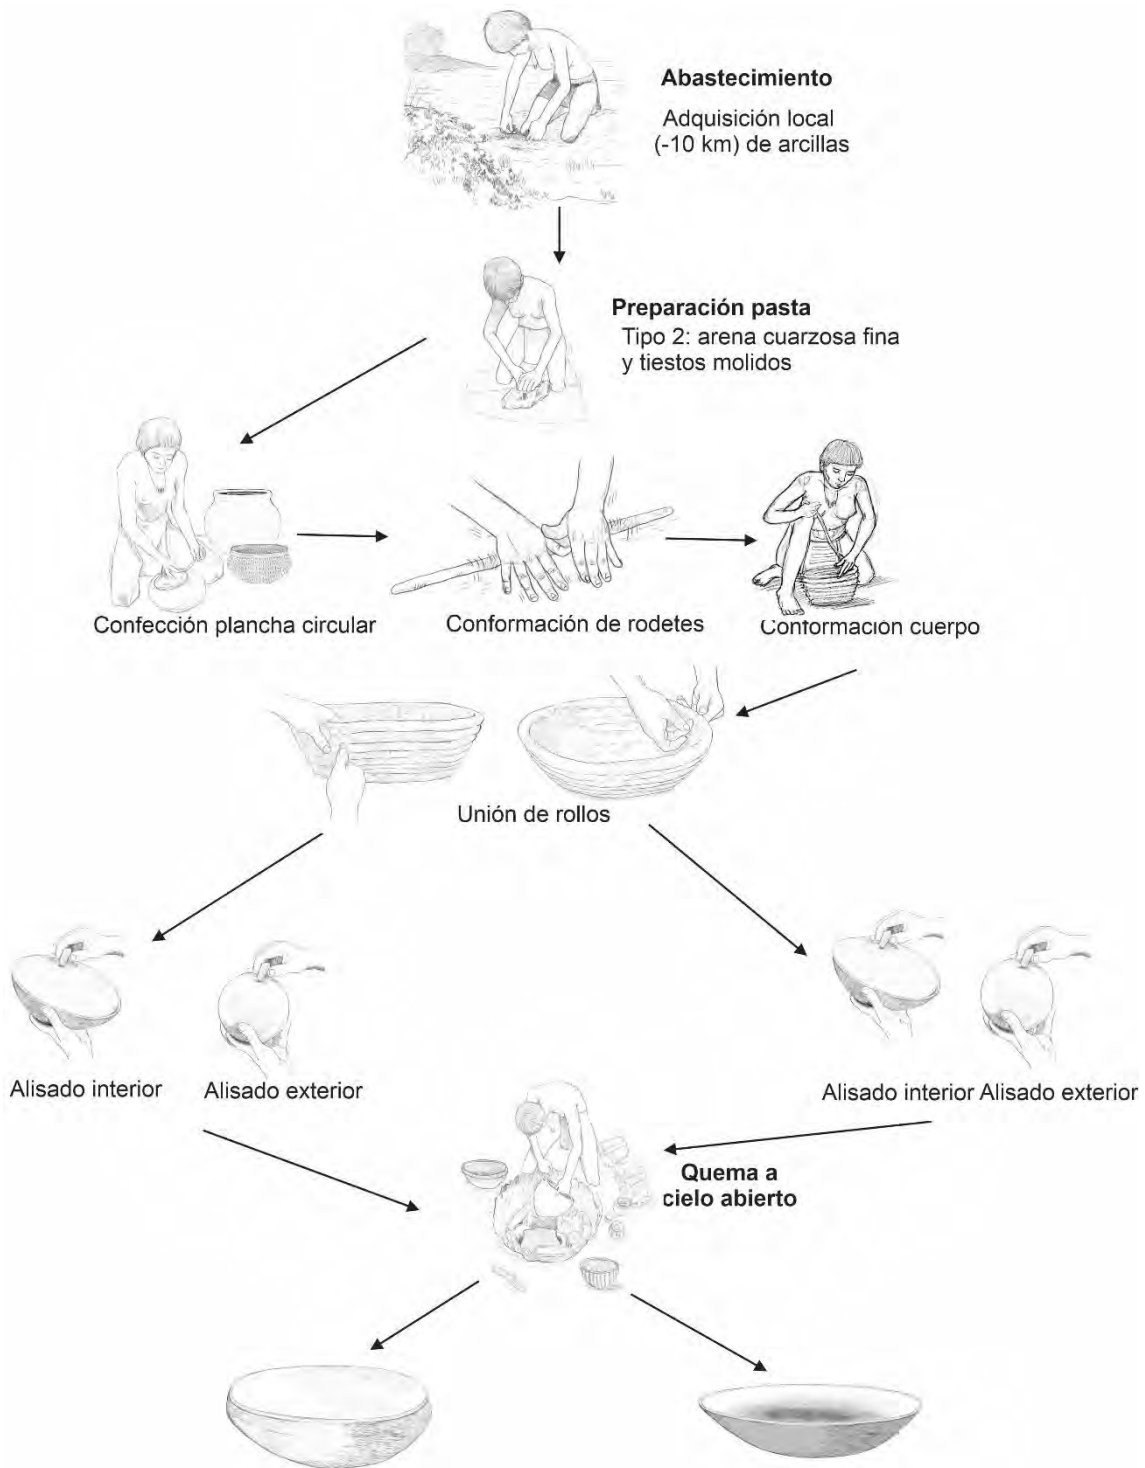 Abastecimiento
Adquisición local
(-10 km) de arcillas
Preparación pasta
Tipo 2: arena cuarzosa fina
y tiestos molidos
Confección plancha circular
Conformación de rodetes
Conformación cuerpo
Unión de rollos
Alisado interior
Alisado exterior
Alisado interior
Alisado exterior
Quema a
cielo abierto